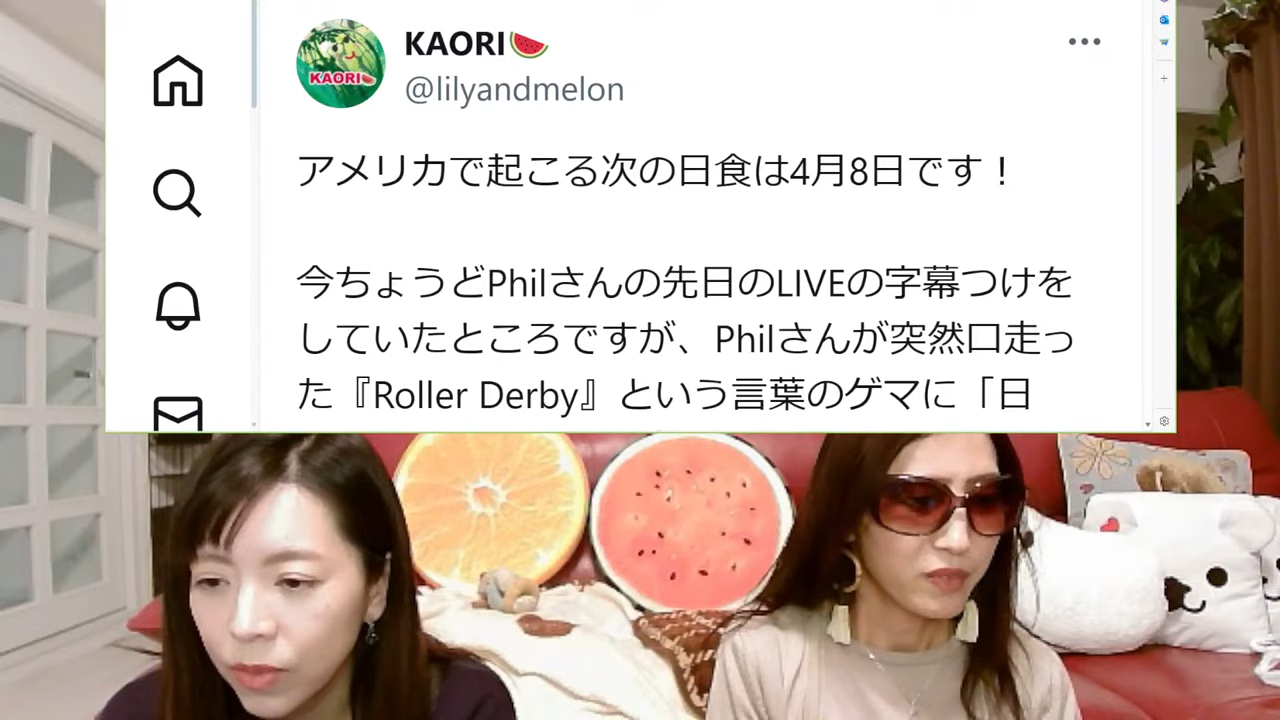 KAORI🍉
@lilyandmelon
KAORI🍉
アメリカで起こる次の日食は4月8日です！
今ちょうどPhilさんの先日のLIVEの字幕つけを
していたところですが、Philさんが突然口走っ
た『Roller Derby』という言葉のゲマに「日